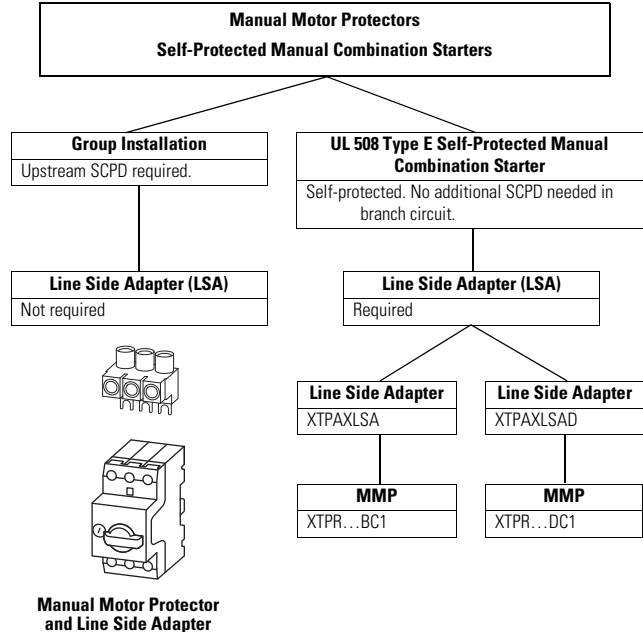 Manual Motor Protectors
Self-Protected Manual Combination Starters
Group Installation
Upstream SCPD required.
UL 508 Type E Self-Protected Manual
Combination Starter
Self-protected. No additional SCPD needed in
branch circuit.
Line Side Adapter (LSA)
Not required
Line Side Adapter (LSA)
Required
Line Side Adapter
XTPAXLSA
Line Side Adapter
XTPAXLSAD
MMP
XTPR…BC1
MMP
XTPR…DC1
Manual Motor Protector
and Line Side Adapter